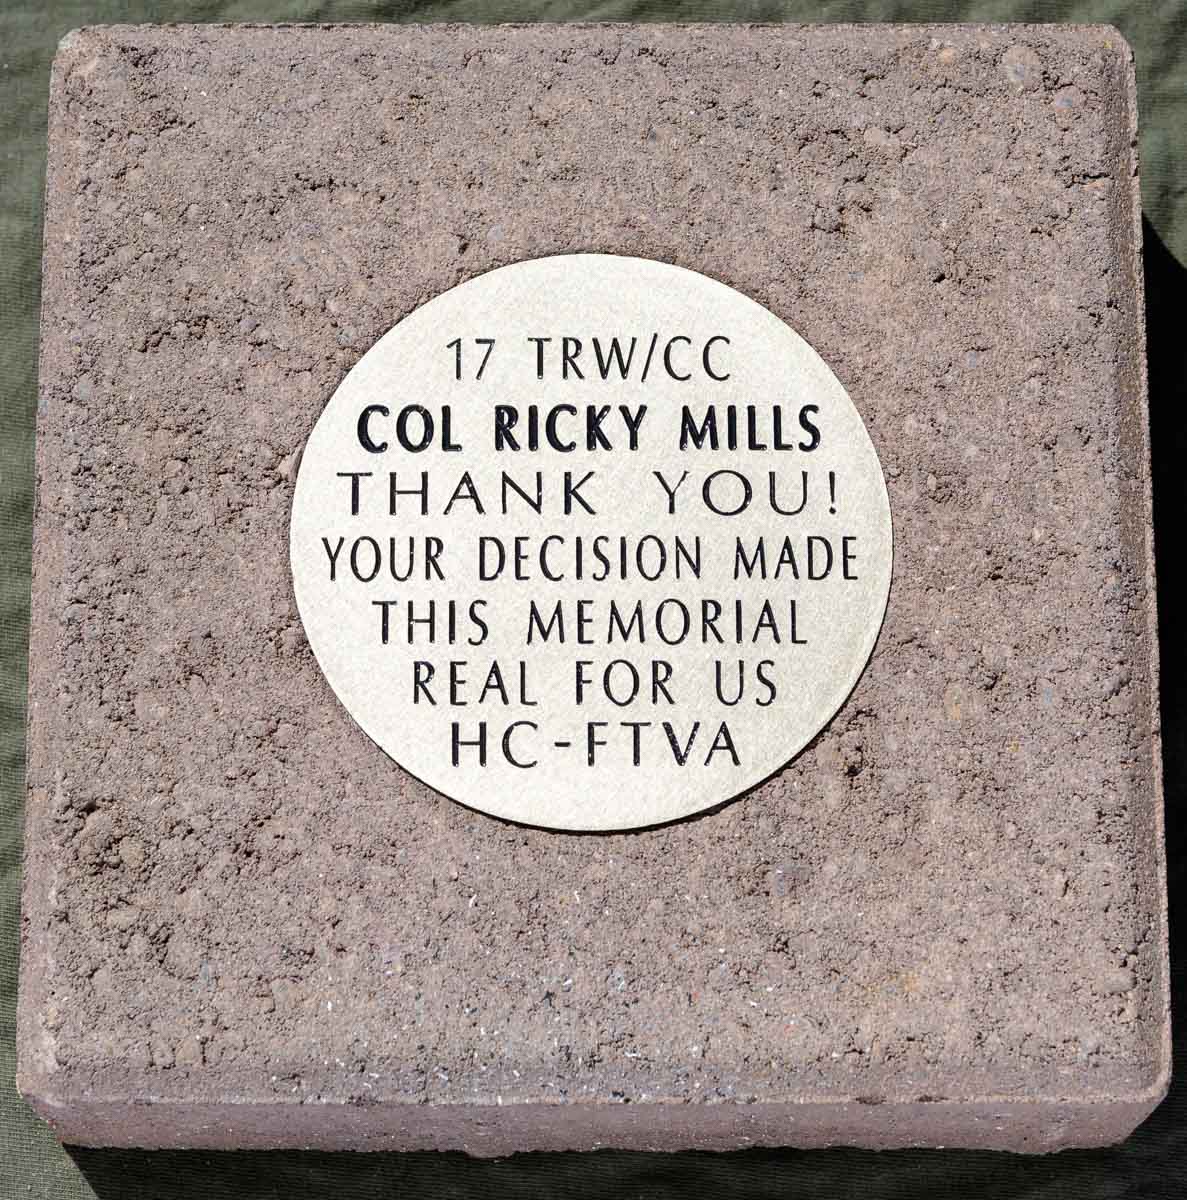 17 TRW/CC
COL RICKY MILLS
THANK YOU!
YOUR DECISION MADE
THIS MEMORIAL
REAL FOR US
HC-FTVA